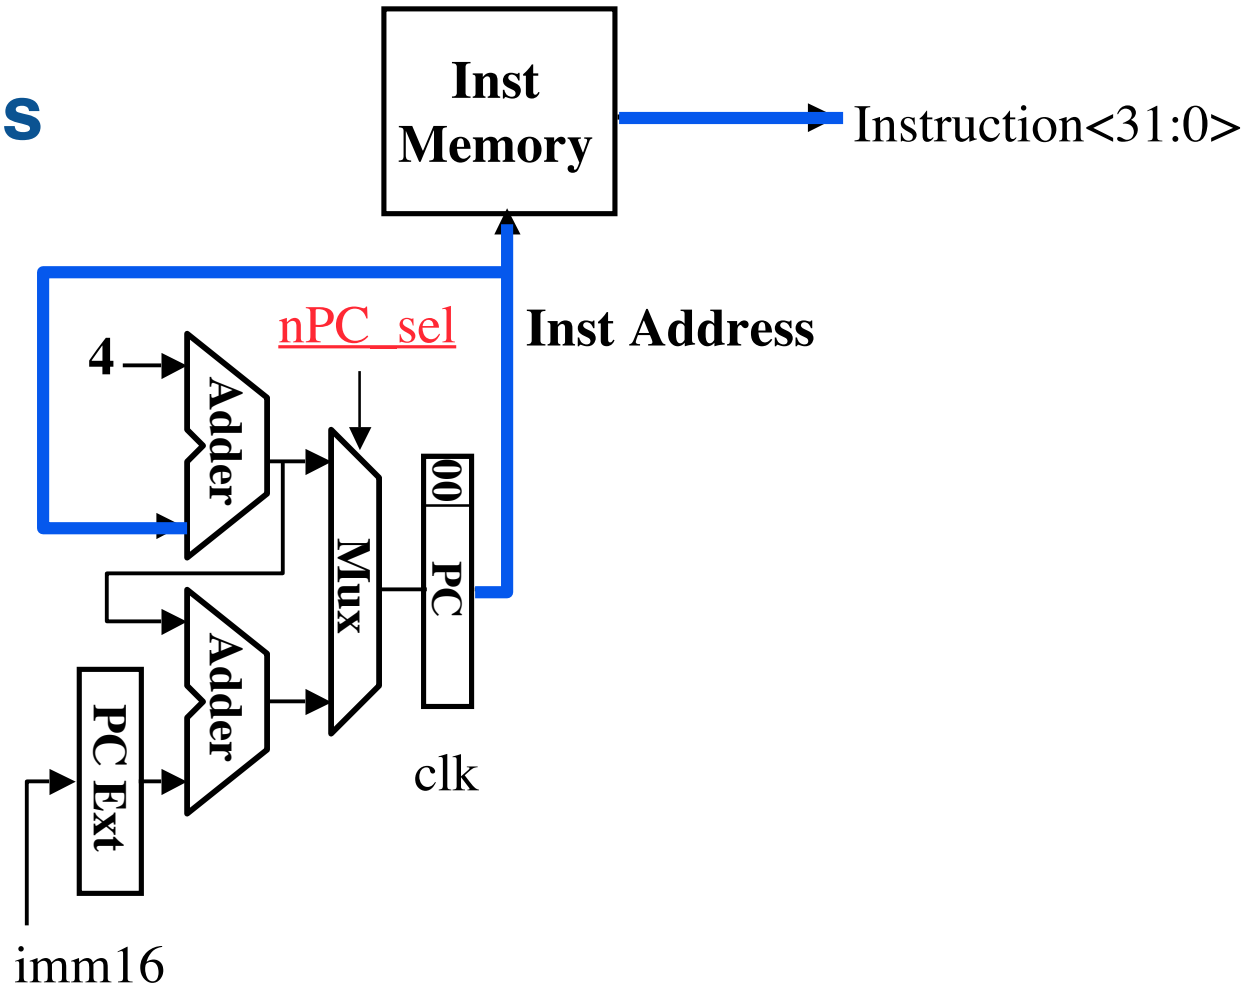 s
Inst
Memory
Instruction<31:0>
nPC_sel
Inst Address
4
Adder
00
PC
Mux
Adder
PC Ext
clk
imm16